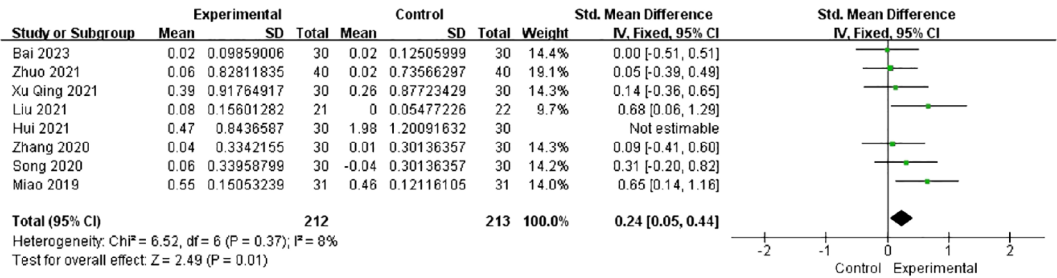 Experimental Control Std. Mean Difference Std. Mean Difference
Study or Subgroup Mean SD Total Mean SD Total Weight IV, Fixed, 95% CI IV, Fixed, 95% CI
Bai 2023 0.02 0.09859006 30 0.02 0.12505999 30 14.4% 0.00 [-0.51, 0.51]
Zhuo 2021 0.06 0.82811835 40 0.02 0.73566297 40 19.1% 0.05 [-0.39, 0.49]
Xu Qing 2021 0.39 0.91764917 30 0.26 0.87723429 30 14.3% 0.14 [-0.36, 0.65]
Liu 2021 0.08 0.15601282 21 0 0.05477226 22 9.7% 0.68 [0.06, 1.29]
Hui 2021 0.47 0.8436587 30 1.98 1.20091632 30 Not estimable
Zhang 2020 0.04 0.3342155 30 0.01 0.30136357 30 14.3% 0.09 [-0.41, 0.60]
Song 2020 0.06 0.33958799 30 -0.04 0.30136357 30 14.2% 0.31 [-0.20, 0.82]
Miao 2019 0.55 0.15053239 31 0.46 0.12116105 31 14.0% 0.65 [0.14, 1.16]
Total (95% CI) 212 213 100.0% 0.24 [0.05, 0.44]
Heterogeneity: Chi² = 6.52, df = 6 (P = 0.37); I² = 8%
Test for overall effect: Z = 2.49 (P = 0.01)
-2 -1 0 1 2
Control Experimental